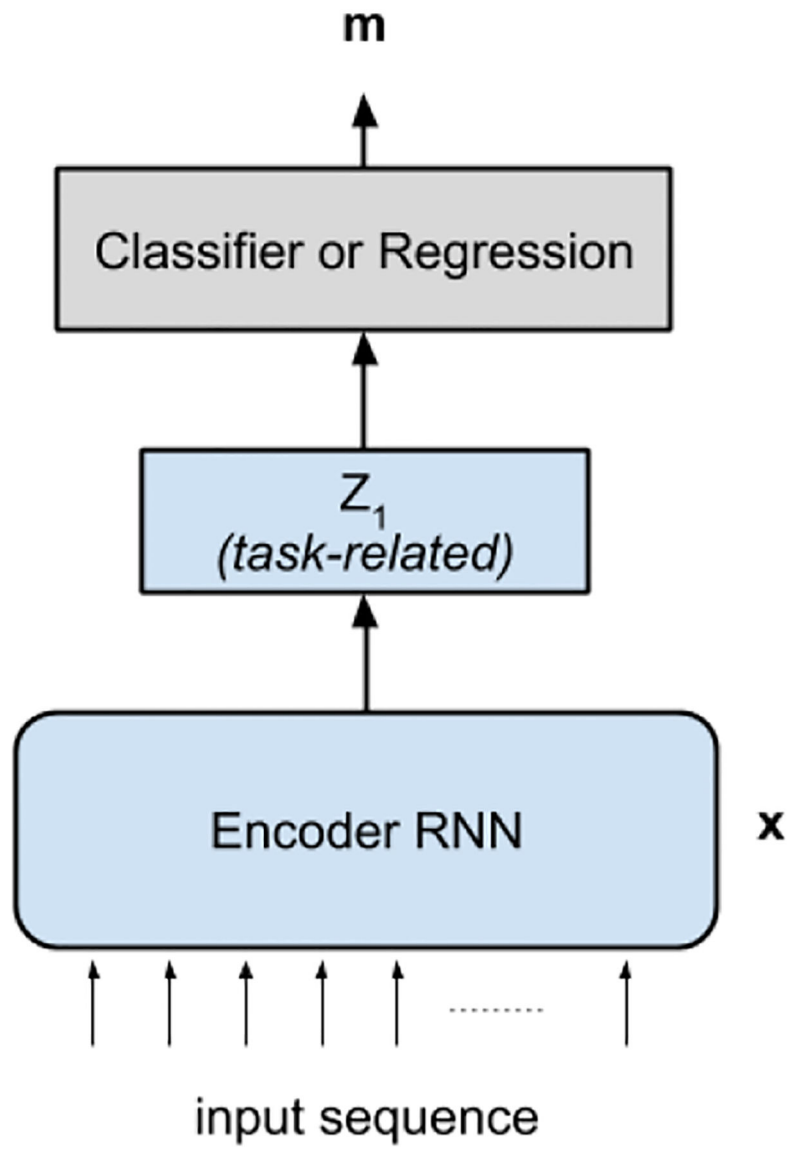 m
Classifier or Regression
Z₁
(task-related)
Encoder RNN
x
input sequence